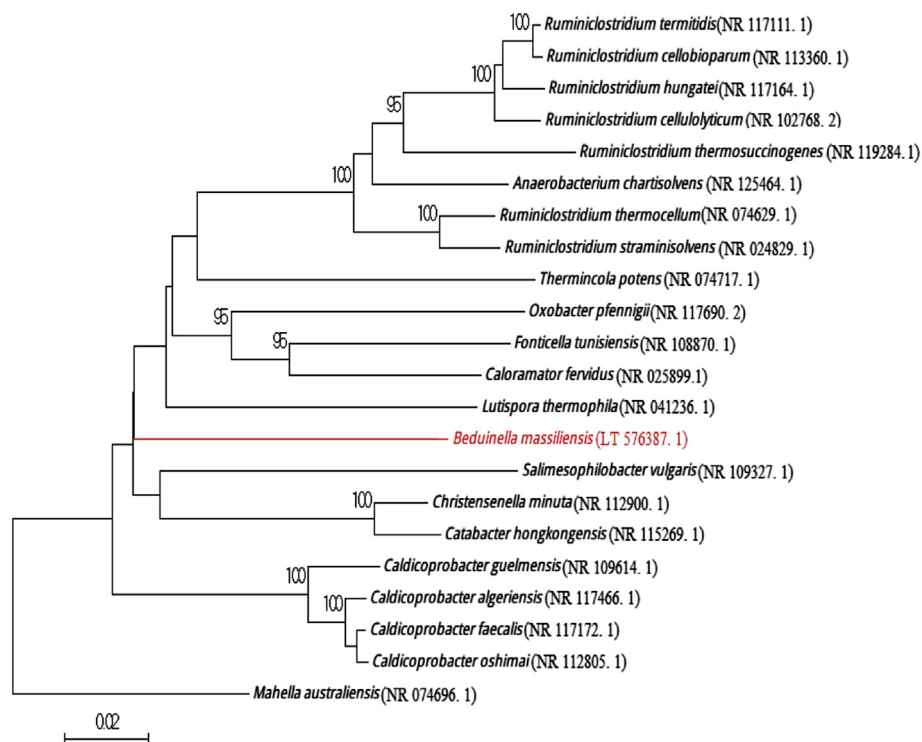 100
Ruminiclostridium termitidis(NR 117111. 1)
Ruminiclostridium cellobioparum (NR 113360. 1)
100
Ruminiclostridium hungatei(NR 117164. 1)
95
Ruminiclostridium cellulolyticum (NR 102768. 2)
Ruminiclostridium thermosuccinogenes (NR 119284.1)
100
Anaerobacterium chartisolvens (NR 125464. 1)
100
Ruminiclostridium thermocellum(NR 074629. 1)
Ruminiclostridium straminisolvens (NR 024829. 1)
Thermincola potens (NR 074717. 1)
95
Oxobacter pfennigii(NR 117690. 2)
95
Fonticella tunisiensis (NR 108870. 1)
Caloramator fervidus (NR 025899.1)
Lutispora thermophila (NR 041236. 1)
Beduinella massiliensis (LT 576387. 1)
Salimesophilobacter vulgaris(NR 109327. 1)
100
Christensenella minuta (NR 112900. 1)
Catabacter hongkongensis (NR 115269. 1)
100
Caldicoprobacter guelmensis (NR 109614. 1)
100
Caldicoprobacter algeriensis (NR 117466. 1)
Caldicoprobacter faecalis (NR 117172. 1)
Caldicoprobacter oshimai (NR 112805. 1)
Mahella australiensis (NR 074696. 1)
0.02